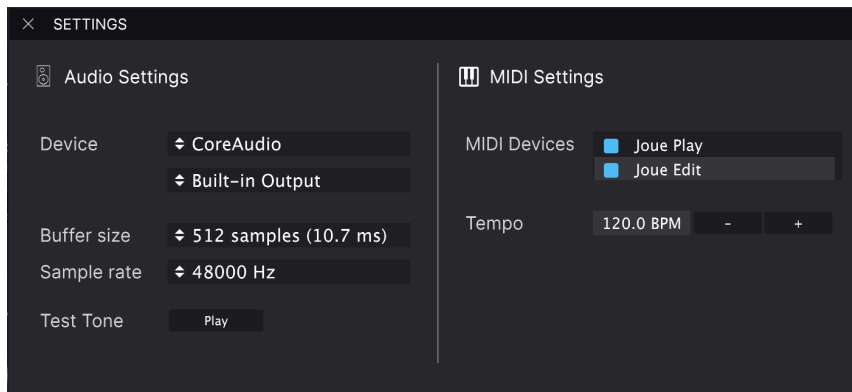 SETTINGS
Audio Settings
Device
CoreAudio
Built-in Output
Buffer size
512 samples (10.7 ms)
Sample rate
48000 Hz
Test Tone
Play
MIDI Settings
MIDI Devices
Joue Play
Joue Edit
Tempo
120.0 BPM - +